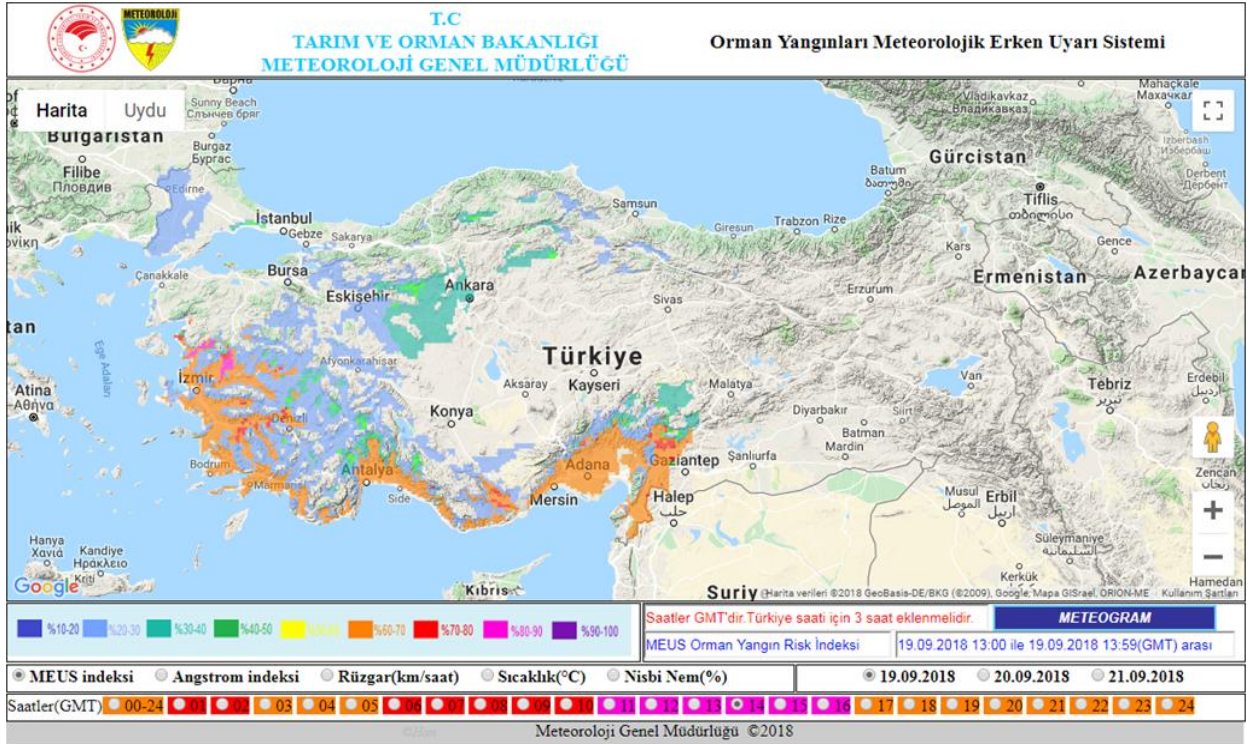 METEOROLOJI
T.C
TARIM VE ORMAN BAKANLIĞI
METEOROLOJİ GENEL MÜDÜRLÜĞÜ
Orman Yangınları Meteorolojik Erken Uyarı Sistemi
Harita Uydu
Варна
Sunny Beach
Слънчев бряг
Bulgaristan
Burgaz
Бургас
Filibe
Пловдив
Edirne
İstanbul
Gebze
Sakarya
Çanakkale
Bursa
Eskişehir
Ankara
Samsun
Giresun
Trabzon
Rize
Batum
ბათუმი
Gürcistan
Tiflis
თბილისი
Vladikavkaz
Владикавказ
Mahaçkale
Махачкал
Izberbash
Избербаш
Derbent
Дербент
Kars
Gence
Ermenistan
Azerbaycan
Erzurum
Sivas
Türkiye
Kayseri
Aksaray
Malatya
Afyonkarahisar
İzmir
Ege Adaları
Atina
Αθήνα
Konya
Denizli
Diyarbakır
Siirt
Batman
Mardin
Van
Tebriz
تبریز
Erdebil
اردبیل
Bodrum
Marmaris
Antalya
Side
Adana
Mersin
Gaziantep
Şanlıurfa
Halep
حلب
Musul
الموصل
Erbil
أربيل
Zencan
زنجان
Süleymaniye
السليمانية
Kerkük
كركوك
Hamedan
Hanya
Χανιά
Kandiye
Ηράκλειο
Kriti
Kıbrıs
Suriy
Google
Harita verileri ©2018 GeoBasis-DE/BKG (©2009), Google, Mapa GISrael, ORION-ME Kullanım Şartları
%10-20 %20-30 %30-40 %40-50 %60-70 %70-80 %80-90 %90-100
Saatler GMT'dir.Türkiye saati için 3 saat eklenmelidir.
METEOGRAM
MEUS Orman Yangın Risk İndeksi
19.09.2018 13:00 ile 19.09.2018 13:59(GMT) arası
MEUS indeksi Angstrom indeksi Rüzgar(km/saat) Sıcaklık(°C) Nisbi Nem(%)
19.09.2018 20.09.2018 21.09.2018
Saatler(GMT) 00-24 01 02 03 04 05 06 07 08 09 10 11 12 13 14 15 16 17 18 19 20 21 22 23 24
Meteoroloji Genel Müdürlüğü ©2018